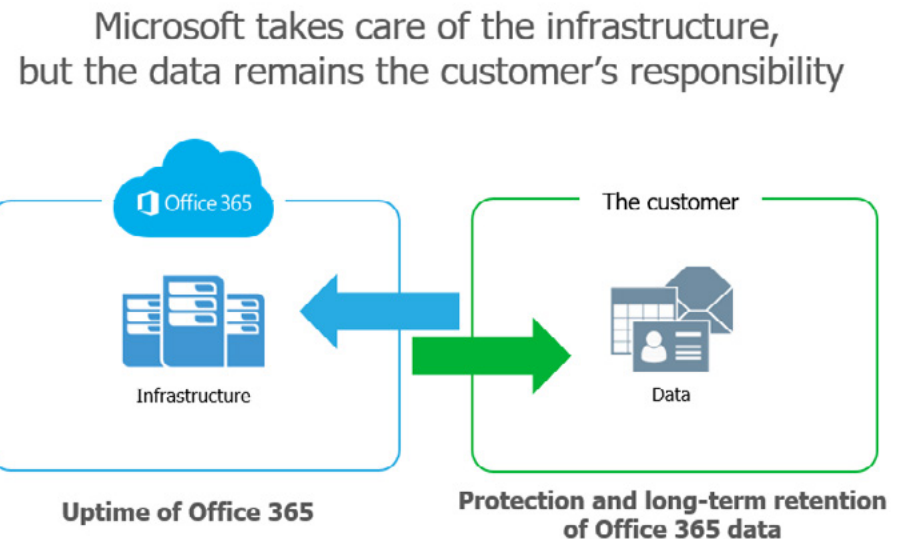 Microsoft takes care of the infrastructure,
but the data remains the customer's responsibility
Office 365
The customer
Infrastructure
Data
Uptime of Office 365
Protection and long-term retention
of Office 365 data